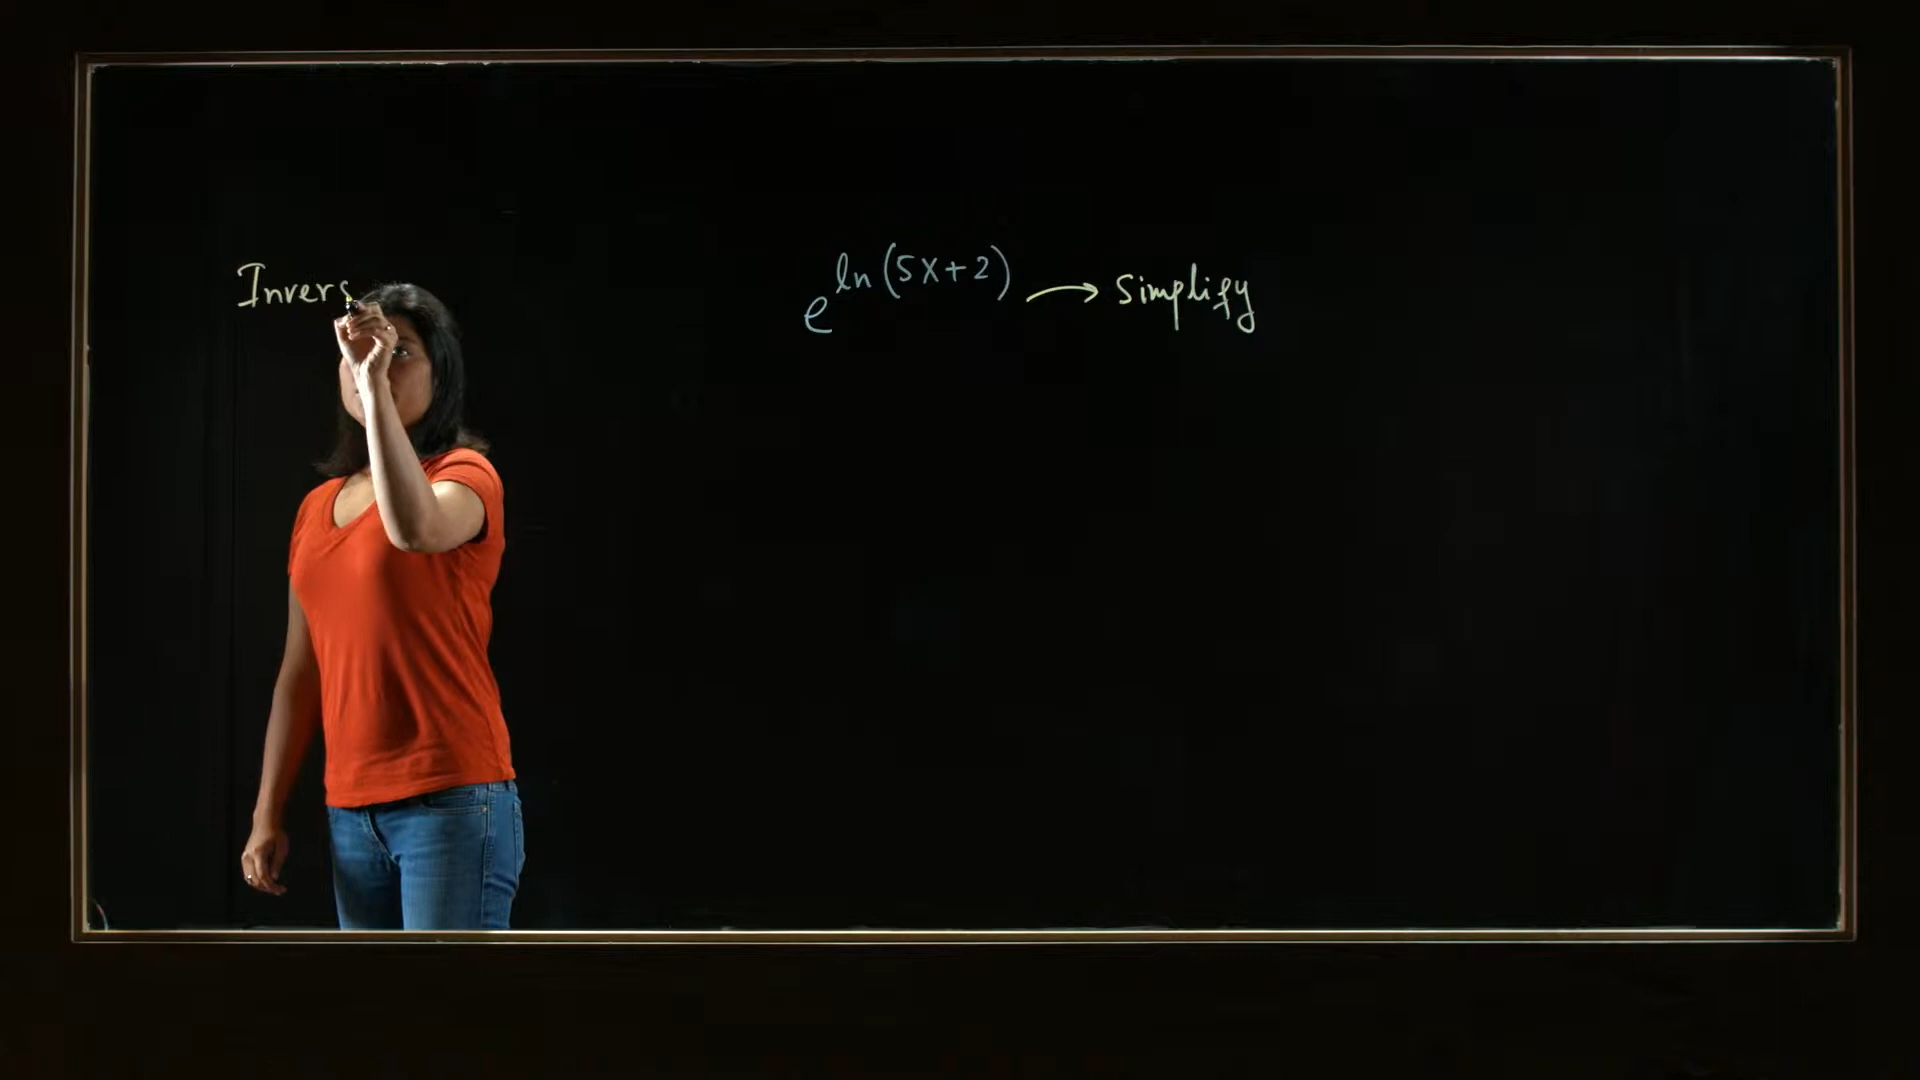 Invers
e^ln(5x+2) → Simplify